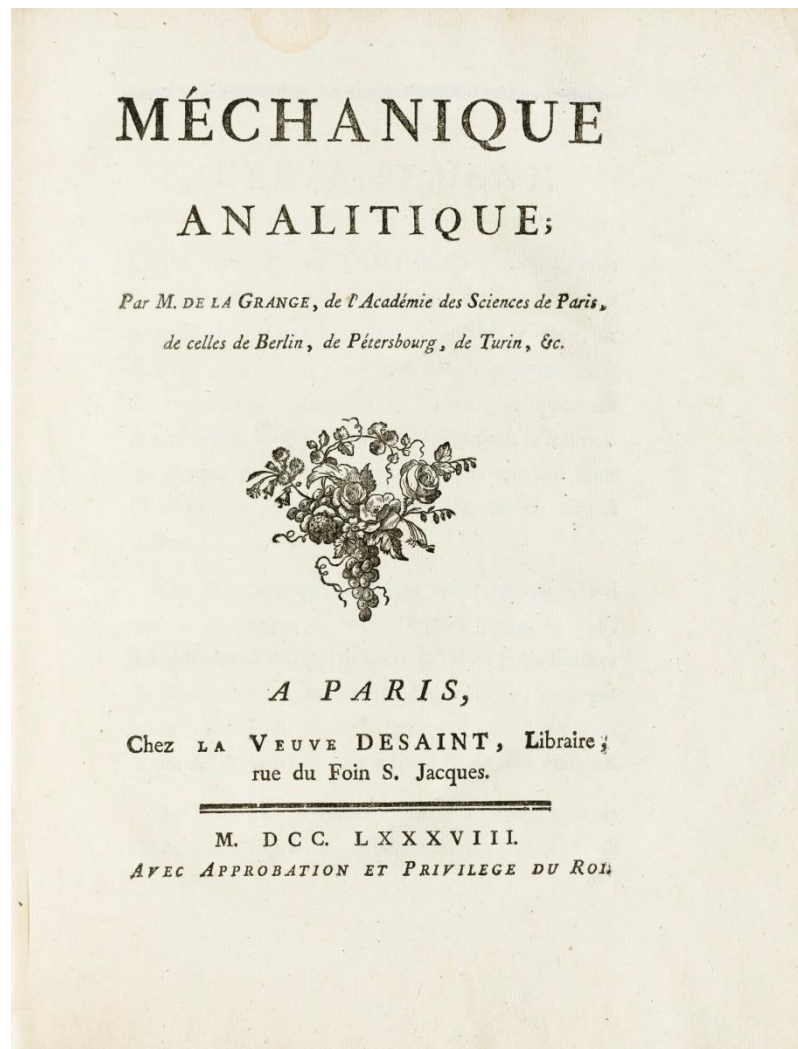 MÉCHANIQUE
ANALITIQUE;
Par M. DE LA GRANGE, de l'Académie des Sciences de Paris,
de celles de Berlin, de Pétersbourg, de Turin, &c.
A PARIS,
Chez LA VEUVE DESAINT, Libraire,
rue du Foin S. Jacques.
M. DCC. LXXXVIII.
AVEC APPROBATION ET PRIVILEGE DU ROI.